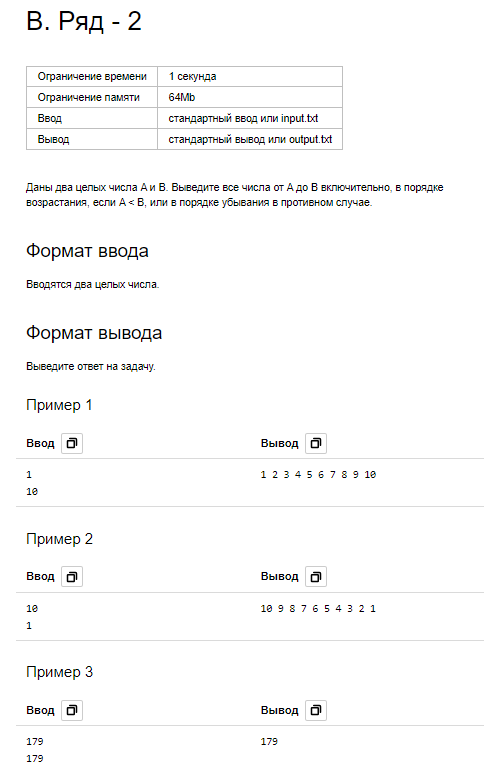 В. Ряд - 2
Ограничение времени 1 секунда
Ограничение памяти 64Mb
Ввод стандартный ввод или input.txt
Вывод стандартный вывод или output.txt
Даны два целых числа A и В. Выведите все числа от A до B включительно, в порядке
возрастания, если A < B, или в порядке убывания в противном случае.
Формат ввода
Вводятся два целых числа.
Формат вывода
Выведите ответ на задачу.
Пример 1
Ввод Вывод
1 1 2 3 4 5 6 7 8 9 10
10
Пример 2
Ввод Вывод
10 10 9 8 7 6 5 4 3 2 1
1
Пример 3
Ввод Вывод
179 179
179